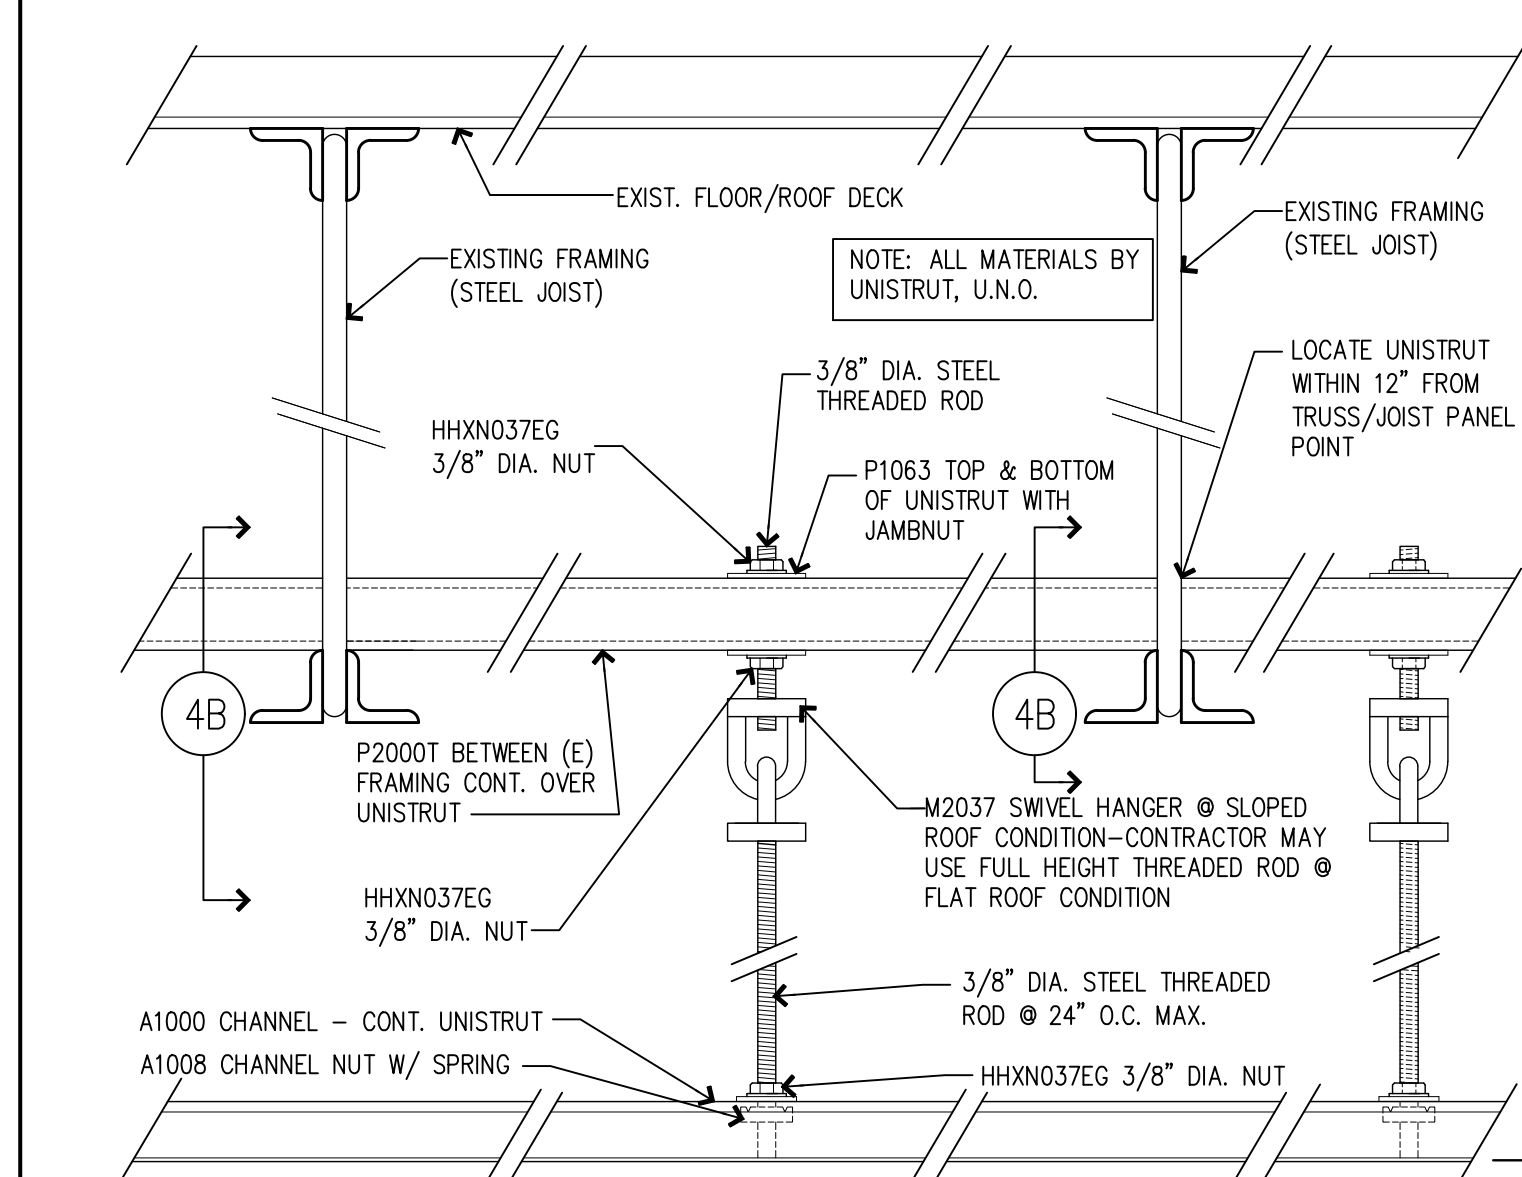 EXIST. FLOOR/ROOF DECK
EXISTING FRAMING
(STEEL JOIST)
EXISTING FRAMING
(STEEL JOIST)
NOTE: ALL MATERIALS BY
UNISTRUT, U.N.O.
3/8" DIA. STEEL
THREADED ROD
LOCATE UNISTRUT
WITHIN 12" FROM
TRUSS/JOIST PANEL
POINT
HHXN037EG
3/8" DIA. NUT
P1063 TOP & BOTTOM
OF UNISTRUT WITH
JAMBNUT
4B
4B
P2000T BETWEEN (E)
FRAMING CONT. OVER
UNISTRUT
M2037 SWIVEL HANGER @ SLOPED
ROOF CONDITION-CONTRACTOR MAY
USE FULL HEIGHT THREADED ROD @
FLAT ROOF CONDITION
HHXN037EG
3/8" DIA. NUT
3/8" DIA. STEEL THREADED
ROD @ 24" O.C. MAX.
A1000 CHANNEL - CONT. UNISTRUT
A1008 CHANNEL NUT W/ SPRING
HHXN037EG 3/8" DIA. NUT